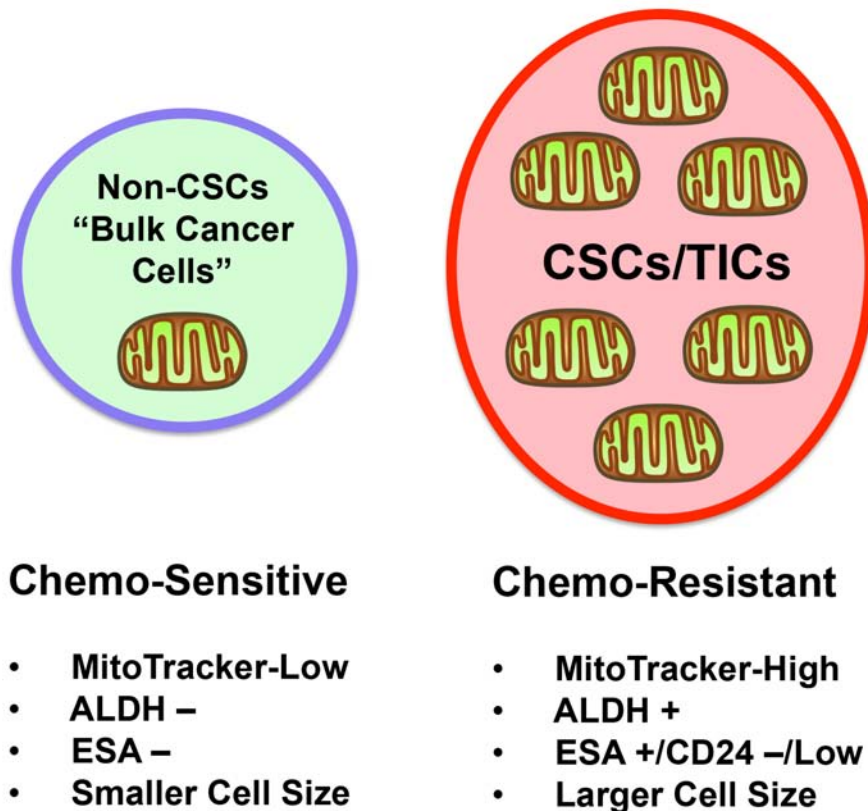 Non-CSCs
“Bulk Cancer
Cells”
CSCs/TICs
Chemo-Sensitive
• MitoTracker-Low
• ALDH –
• ESA –
• Smaller Cell Size
Chemo-Resistant
• MitoTracker-High
• ALDH +
• ESA +/CD24 –/Low
• Larger Cell Size